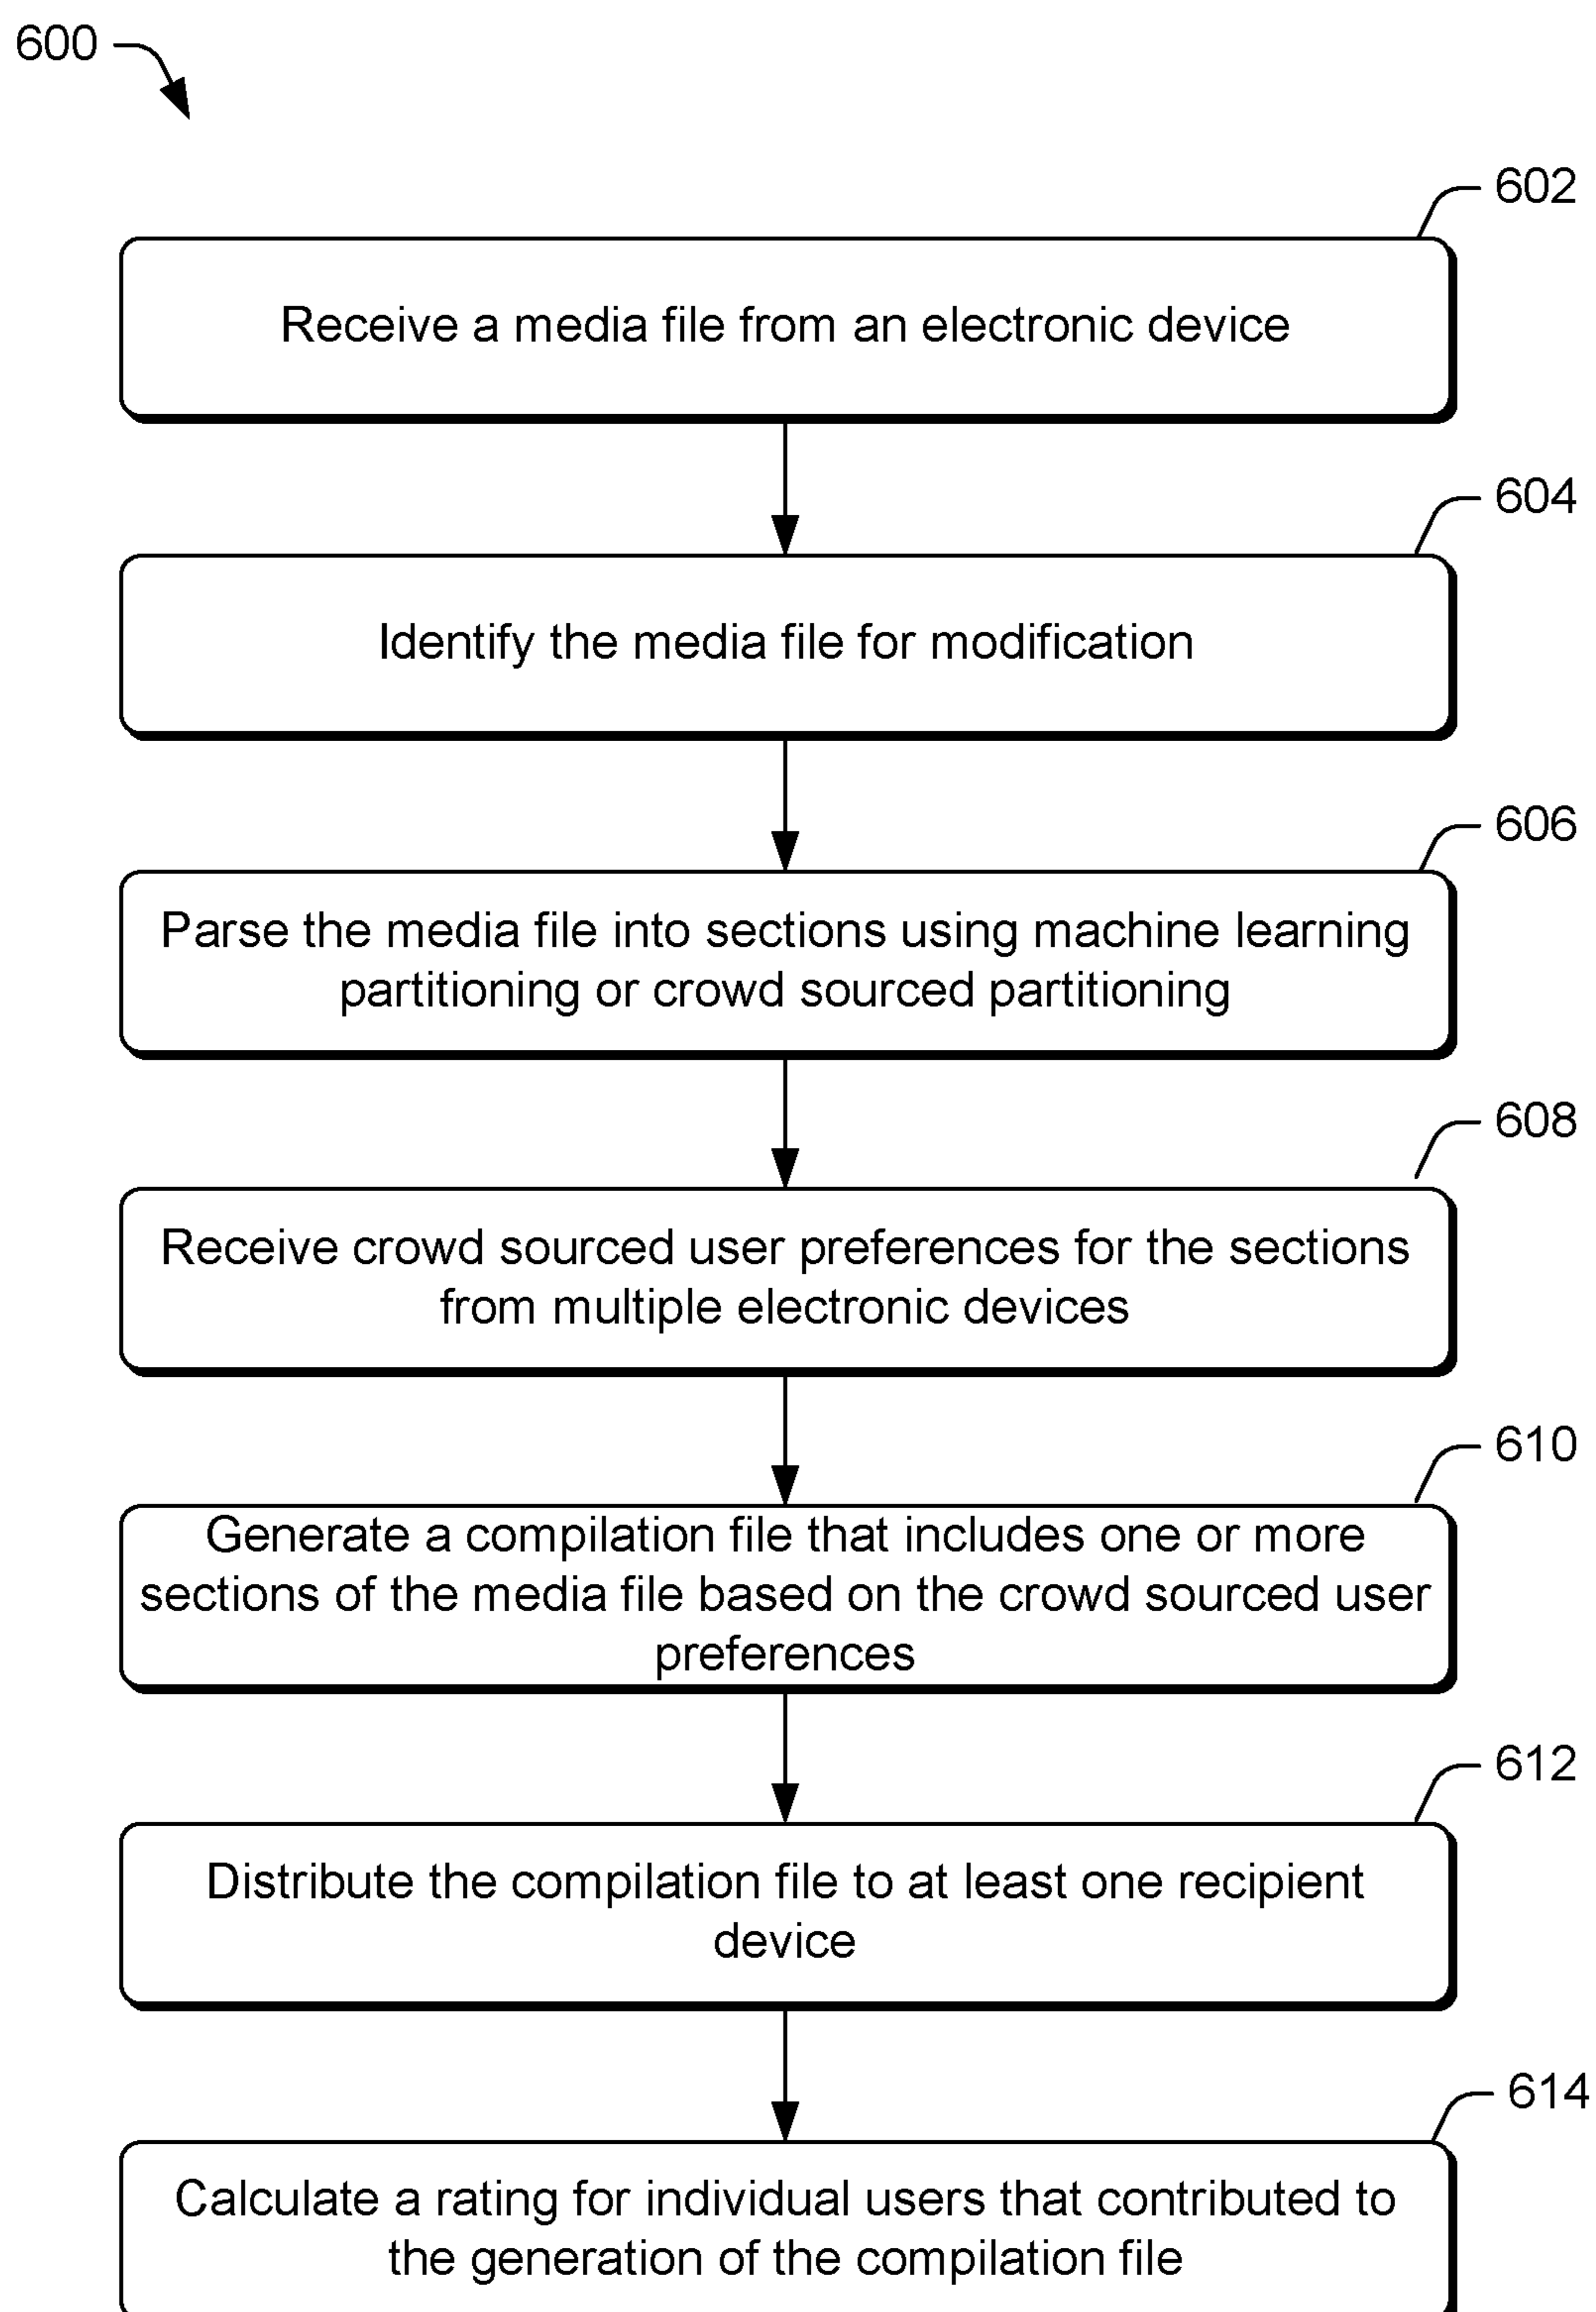 600
602
Receive a media file from an electronic device
604
Identify the media file for modification
606
Parse the media file into sections using machine learning
partitioning or crowd sourced partitioning
608
Receive crowd sourced user preferences for the sections
from multiple electronic devices
610
Generate a compilation file that includes one or more
sections of the media file based on the crowd sourced user
preferences
612
Distribute the compilation file to at least one recipient
device
614
Calculate a rating for individual users that contributed to
the generation of the compilation file